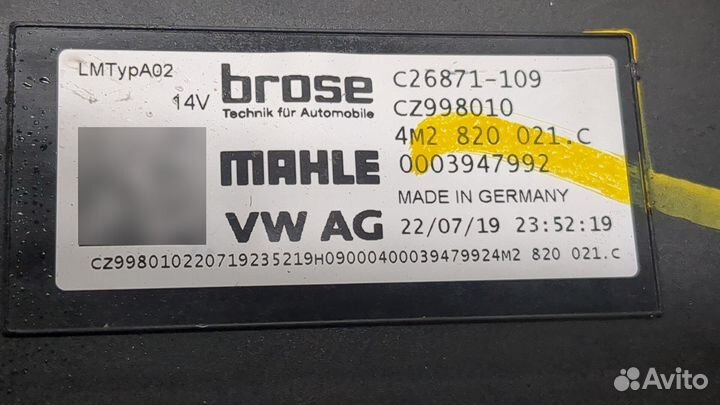 LMTypA02
14V
brose
Technik für Automobile
C26871-109
CZ998010
4M2 820 021.C
0003947992
MAHLE
MADE IN GERMANY
VW AG
22/07/19 23:52:19
CZ998010220719235219H09000400039479924M2 820 021.C
Avito